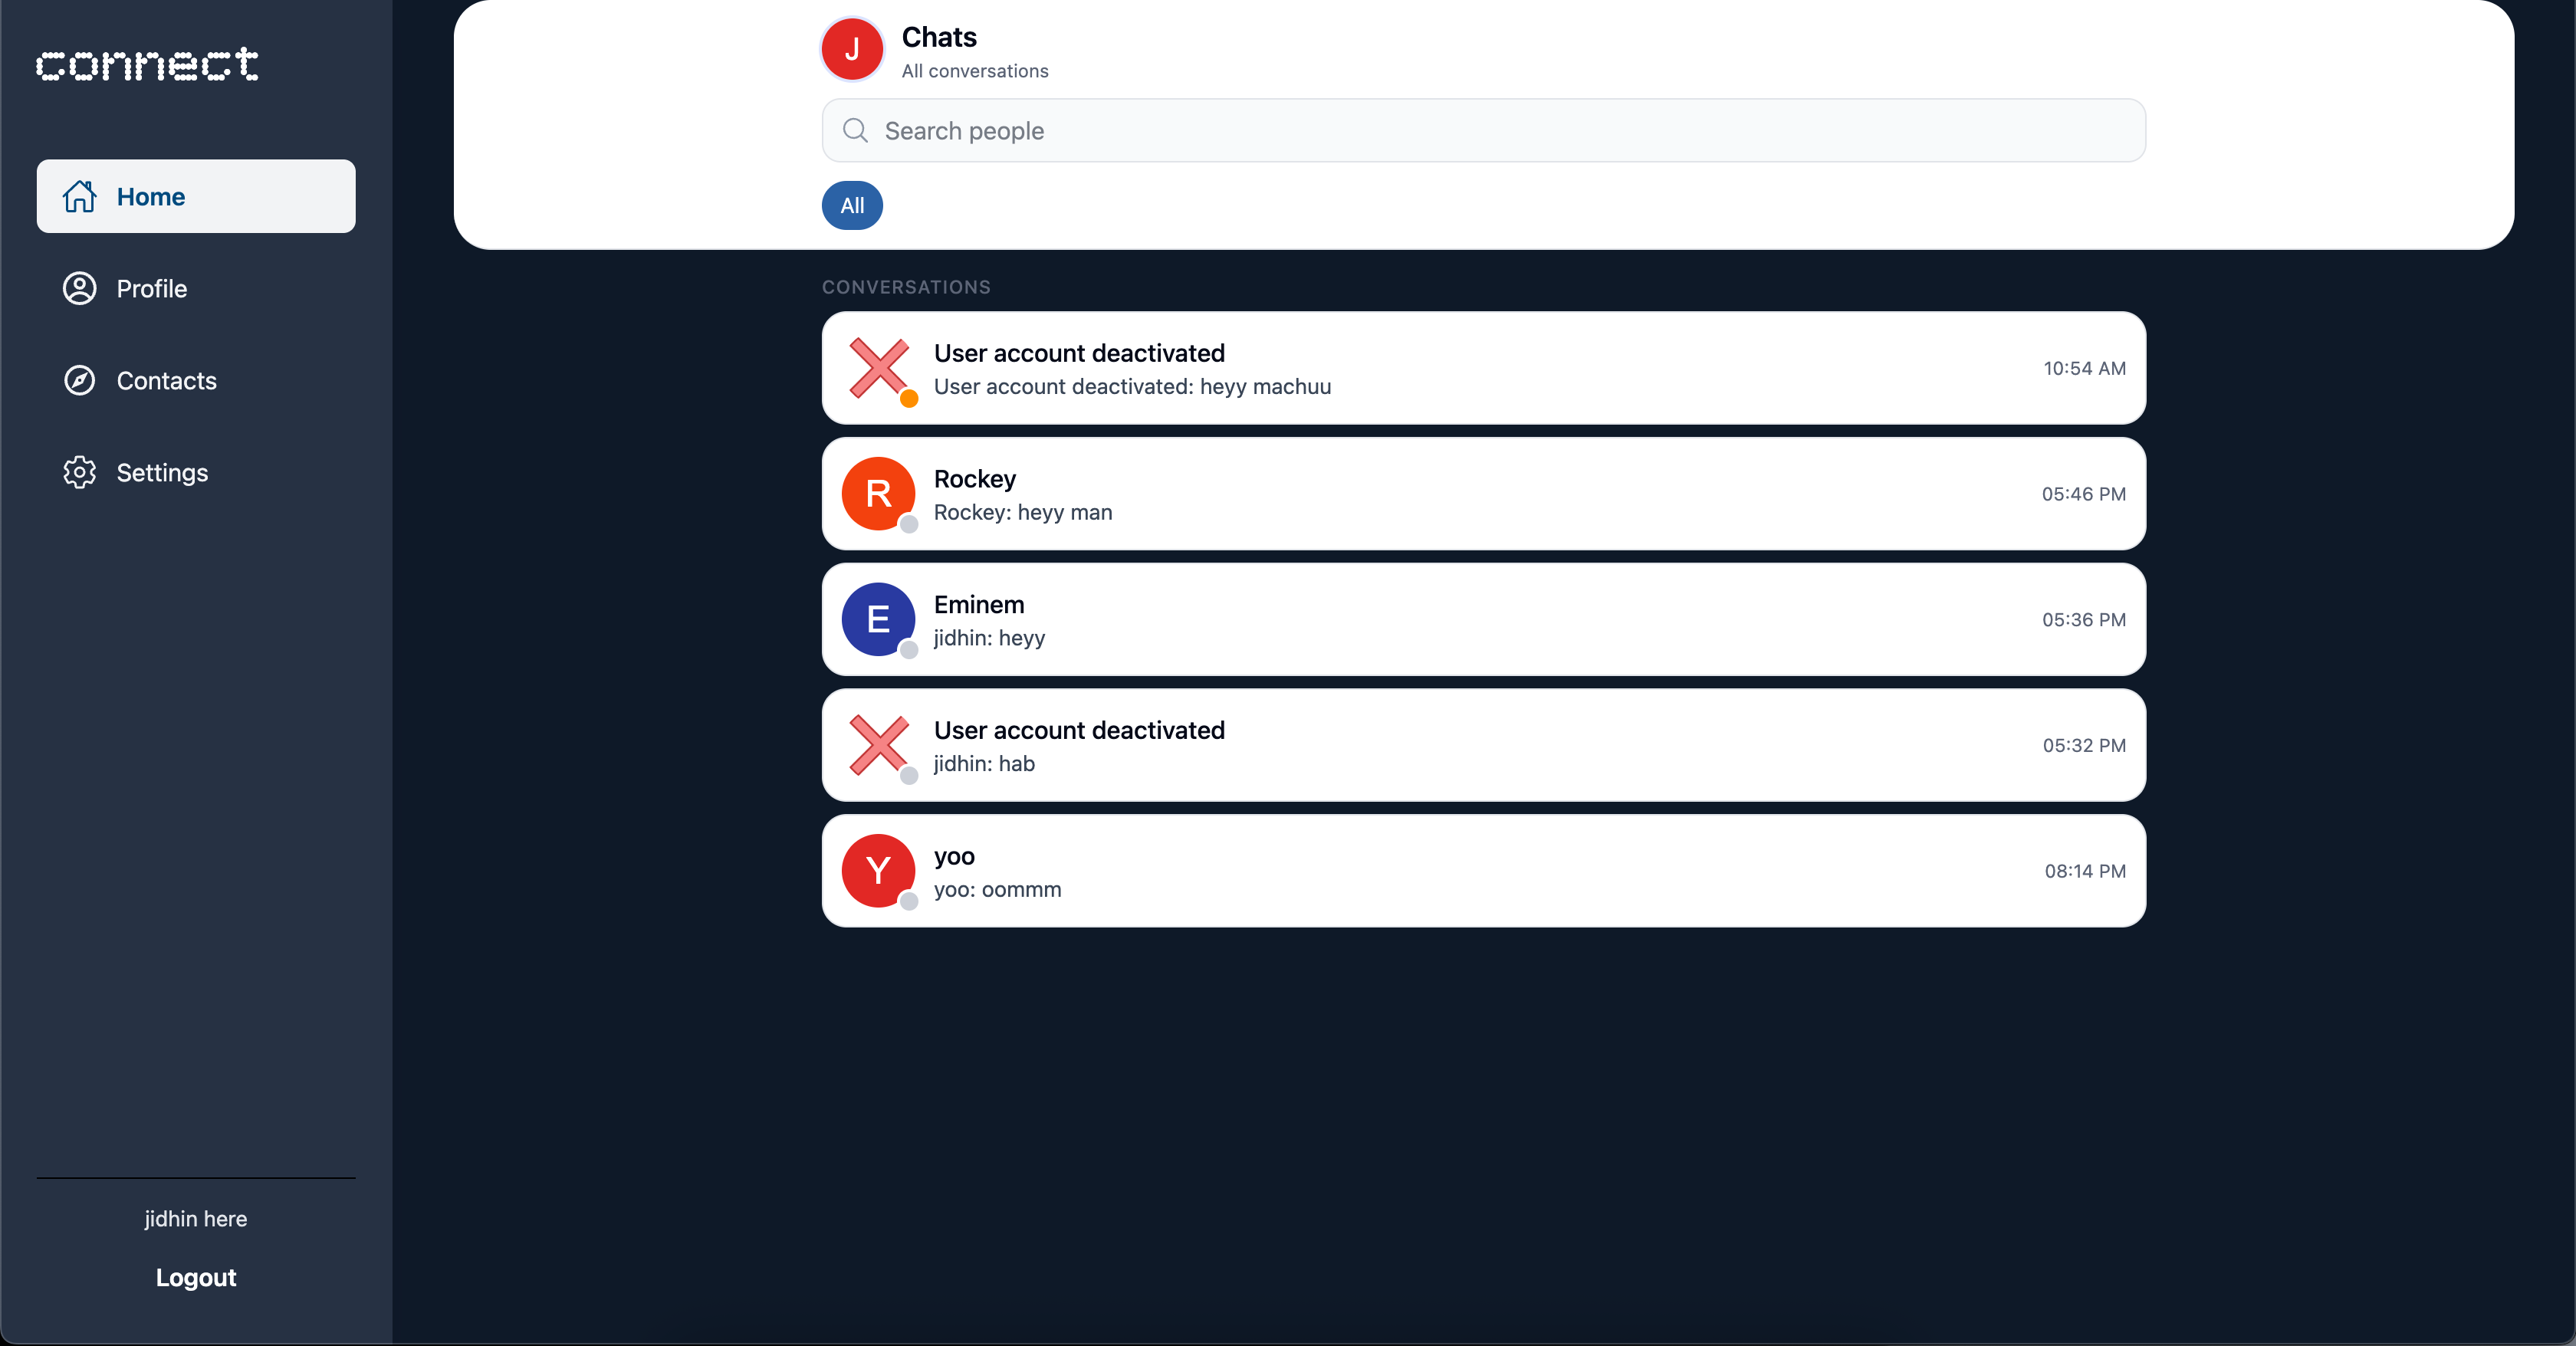 connect
Home
Profile
Contacts
Settings
jidhin here
Logout
J
Chats
All conversations
Search people
All
CONVERSATIONS
User account deactivated
User account deactivated: heyy machuu
10:54 AM
R
Rockey
Rockey: heyy man
05:46 PM
E
Eminem
jidhin: heyy
05:36 PM
User account deactivated
jidhin: hab
05:32 PM
Y
yoo
yoo: oommm
08:14 PM